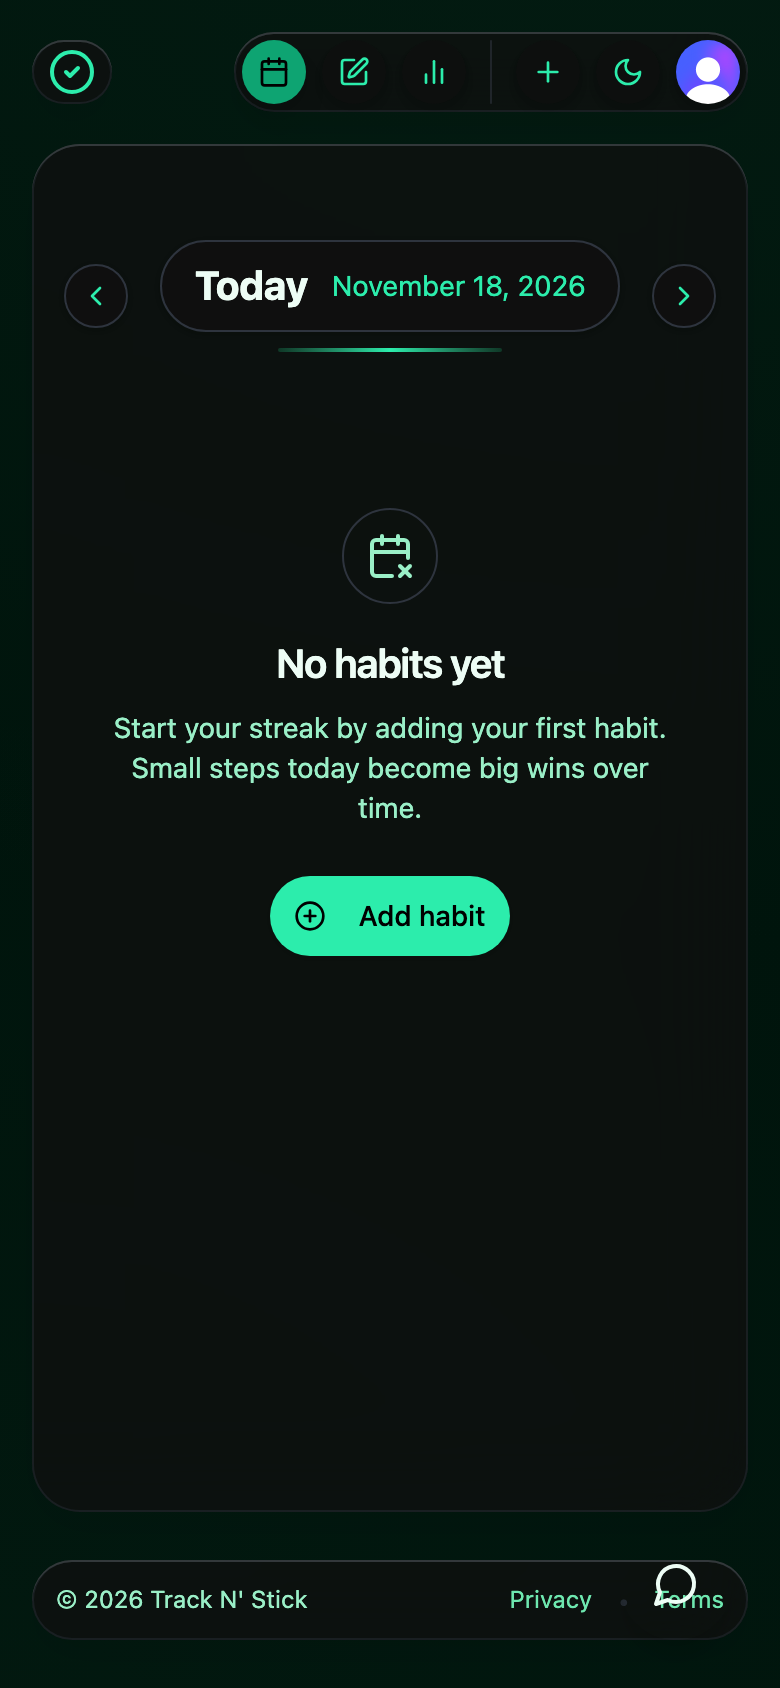 Today November 18, 2026
No habits yet
Start your streak by adding your first habit.
Small steps today become big wins over
time.
Add habit
© 2026 Track N' Stick Privacy • Terms